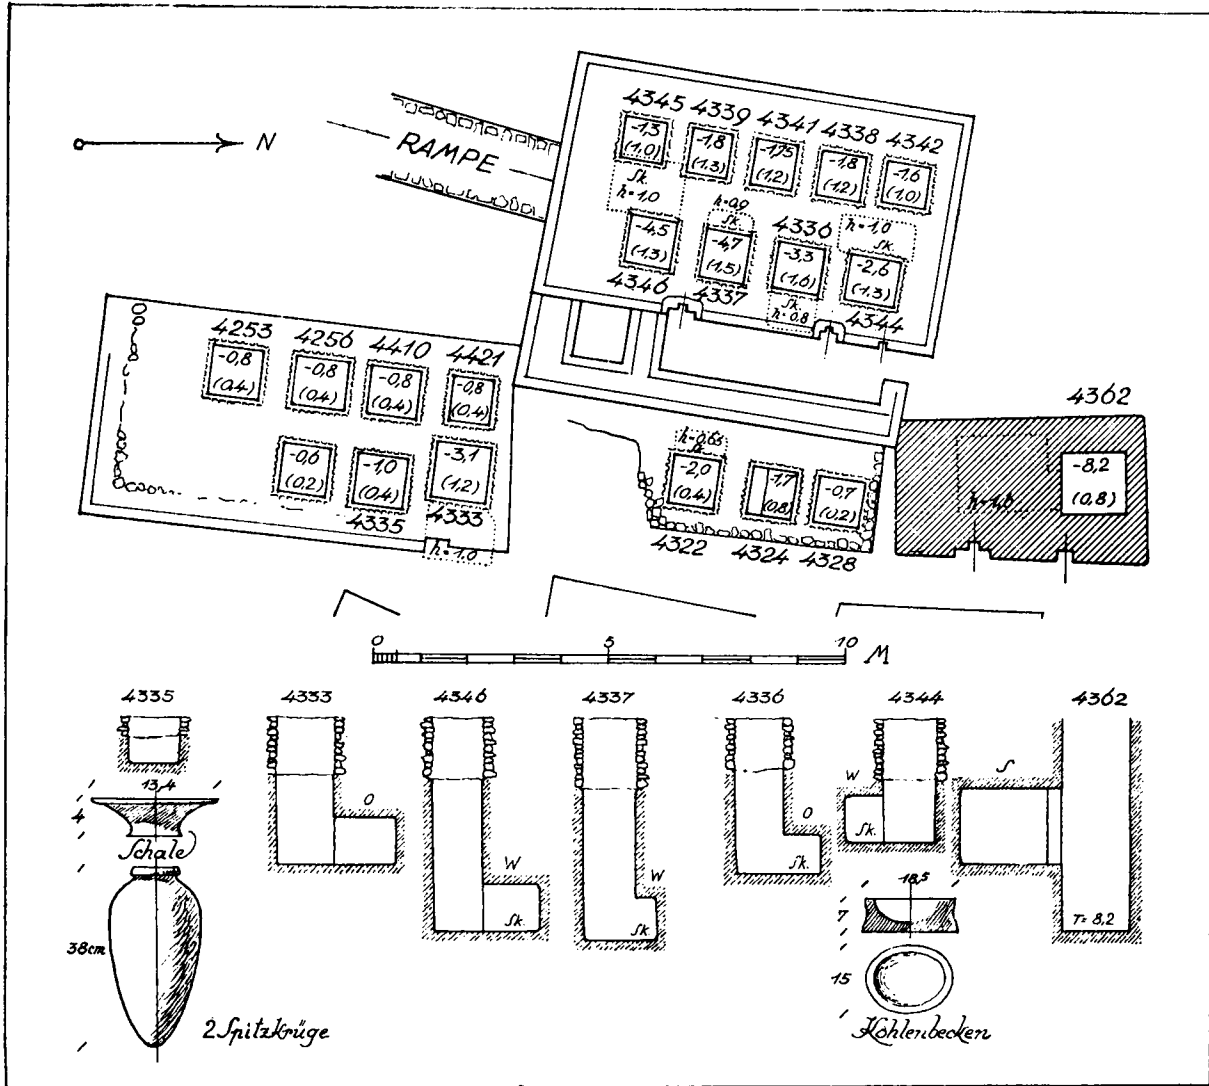 N
RAMPE
4345 4339 4341 4338 4342
-1,3 (1,0)
-1,8 (1,3)
-1,75 (1,2)
-1,8 (1,2)
-1,6 (1,0)
Sk.
h=1,0
h=0,9
Sk.
4336
h=1,0
Sk.
-4,5 (1,3)
-4,7 (1,5)
-3,3 (1,6)
-2,6 (1,3)
4346
4337
Sk.
h=0,8
4344
4253 4256 4410 4421
-0,8 (0,4)
-0,8 (0,4)
-0,8 (0,4)
-0,8 (0,4)
-0,6 (0,2)
-1,0 (0,4)
-3,1 (1,2)
4335
4333
h=1,0
h=0,65
Sk.
-2,0 (0,4)
-1,7 (0,8)
-0,7 (0,2)
4322 4324 4328
4362
h=1,0
-8,2 (0,8)
0 5 10 M
4335 4333 4346 4337 4336 4344 4362
13,4
4
Schale
38cm
2 Spitzkrüge
O
W
Sk.
W
Sk.
O
Sk.
W
Sk.
S
T=8,2
18,5
7
15
Kohlenbecken